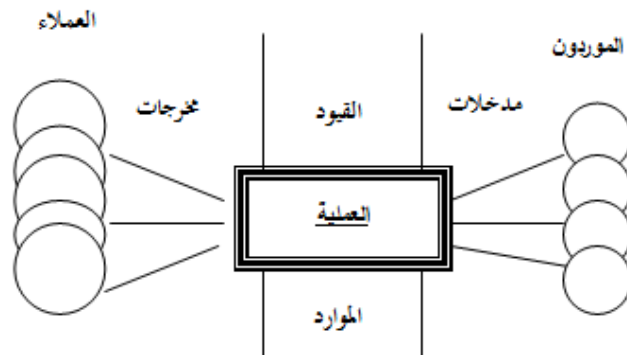 العملاء
الموردون
مدخلات
القيود
مخرجات
العملية
الموارد